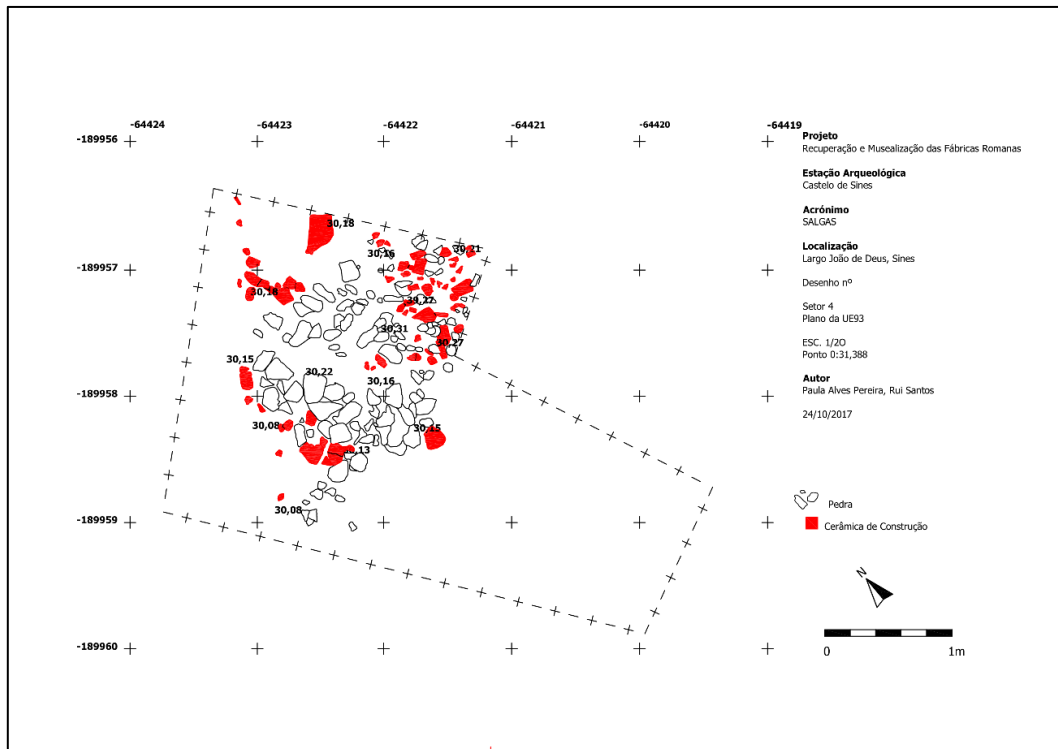 -64424 -64423 -64422 -64421 -64420 -64419
-189956
-189957
-189958
-189959
-189960
30,18
30,16
30,21
30,18
30,27
30,31
30,27
30,15
30,22
30,16
30,08
30,15
30,08
Projeto
Recuperação e Musealização das Fábricas Romanas
Estação Arqueológica
Castelo de Sines
Acrónimo
SALGAS
Localização
Largo João de Deus, Sines
Desenho nº
Setor 4
Plano da UE93
ESC. 1/2O
Ponto 0:31,388
Autor
Paula Alves Pereira, Rui Santos
24/10/2017
Pedra
Cerâmica de Construção
N
0 1m